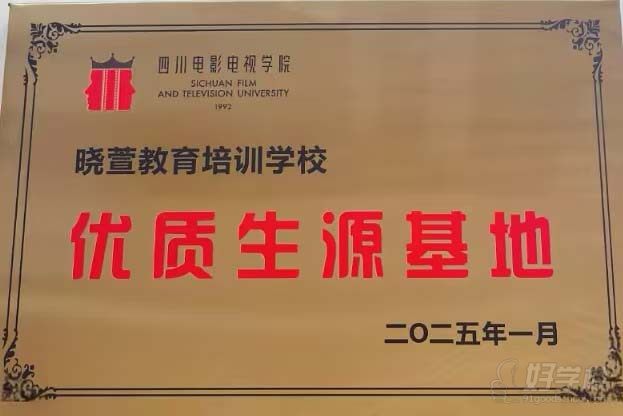 四川电影电视学院
SICHUAN FILM
AND TELEVISION UNIVERSITY
1992
晓萱教育培训学校
优质生源基地
二〇二五年一月